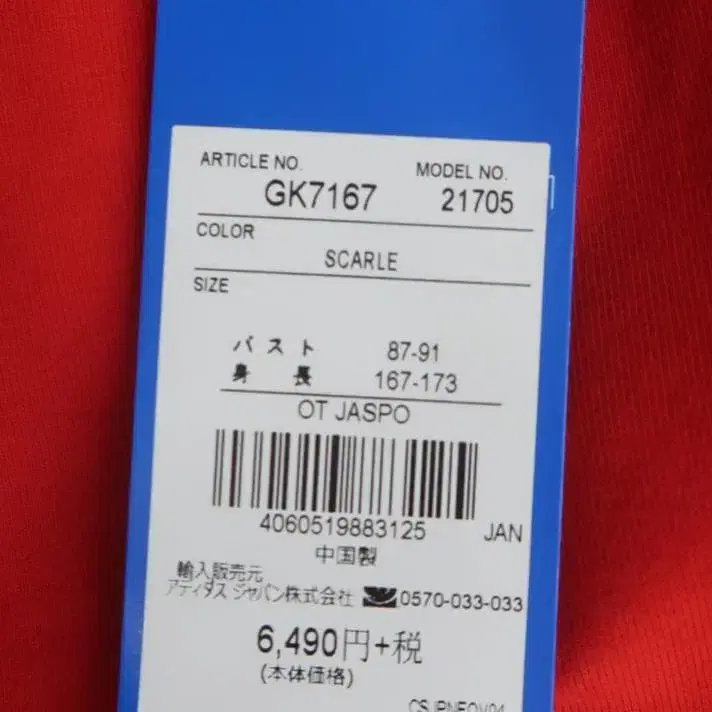 ARTICLE NO. MODEL NO.
GK7167 21705
COLOR
SCARLE
SIZE
バスト 87-91
身長 167-173
OT JASPO
4060519883125 JAN
中国製
輸入販売元
アディダス ジャパン株式会社 0570-033-033
6,490円+税
(本体価格)